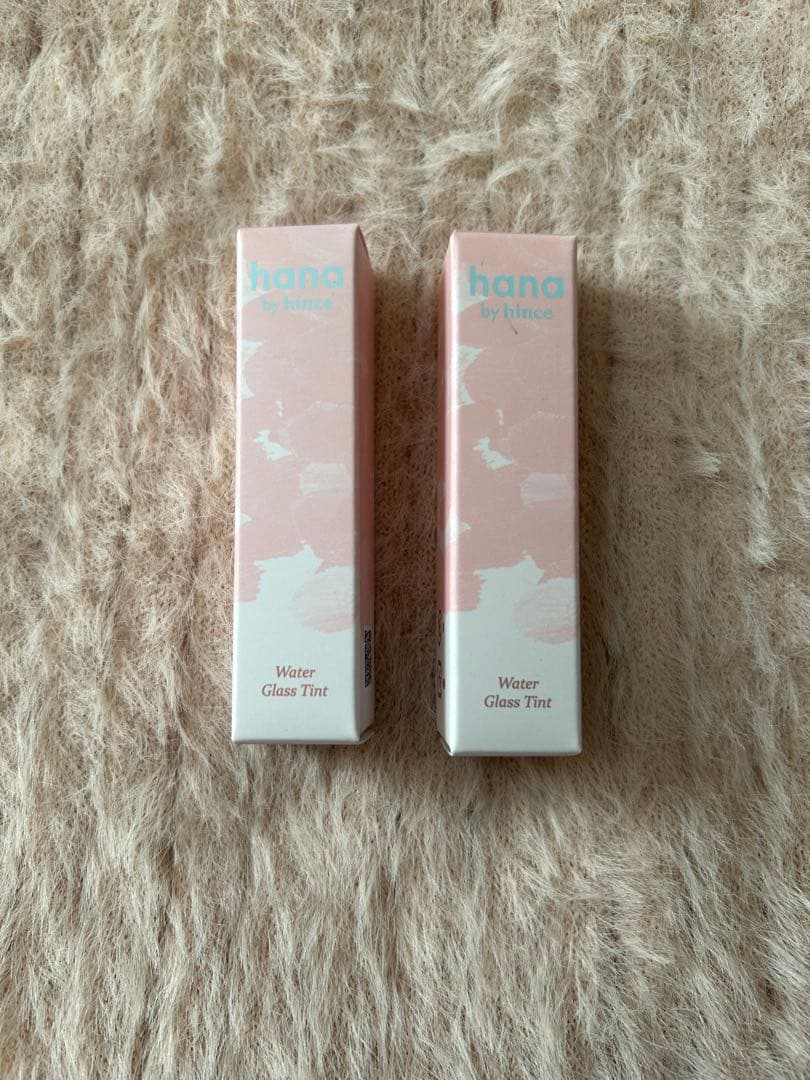 hana
by hince
Water
Glass Tint
hana
by hince
Water
Glass Tint